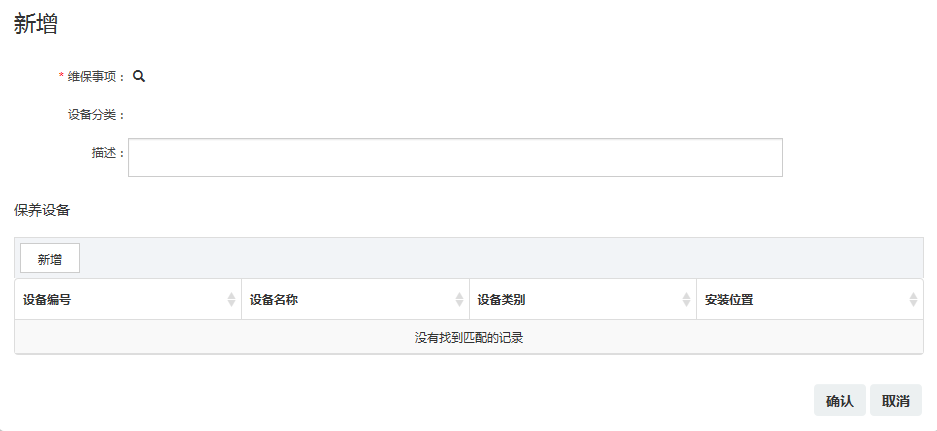 新增
* 维保事项：
设备分类：
描述：
保养设备
新增
设备编号 设备名称 设备类别 安装位置
没有找到匹配的记录
确认 取消